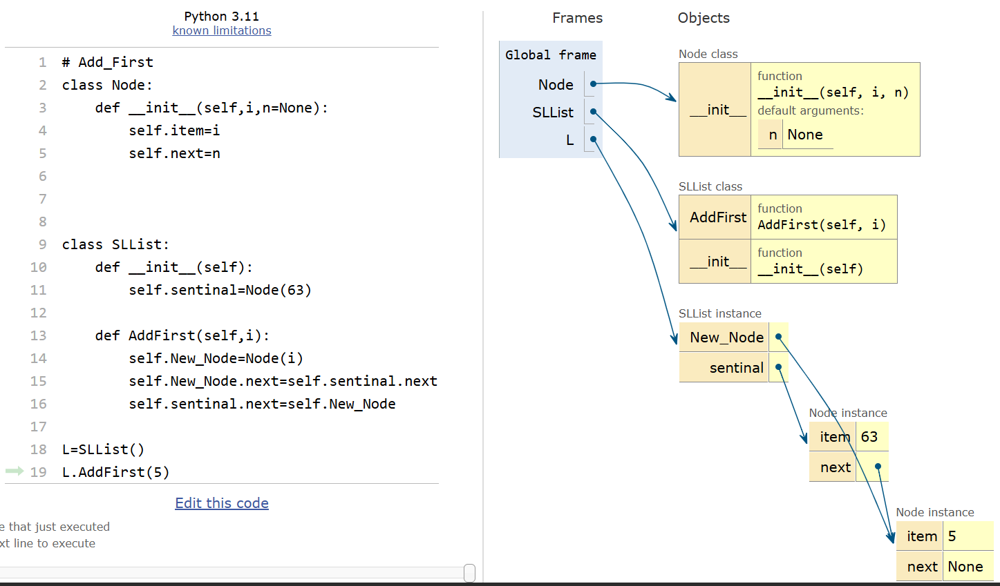 Python 3.11
known limitations
1 # Add_First
2 class Node:
3     def __init__(self,i,n=None):
4         self.item=i
5         self.next=n
6
7
8
9 class SLList:
10     def __init__(self):
11         self.sentinal=Node(63)
12
13     def AddFirst(self,i):
14         self.New_Node=Node(i)
15         self.New_Node.next=self.sentinal.next
16         self.sentinal.next=self.New_Node
17
18 L=SLList()
19 L.AddFirst(5)
Edit this code
e that just executed
xt line to execute
Frames
Objects
Global frame
Node
SLList
L
Node class
__init__
function
__init__(self, i, n)
default arguments:
n None
SLList class
AddFirst
function
AddFirst(self, i)
__init__
function
__init__(self)
SLList instance
New_Node
sentinal
Node instance
item 63
next
Node instance
item 5
next None